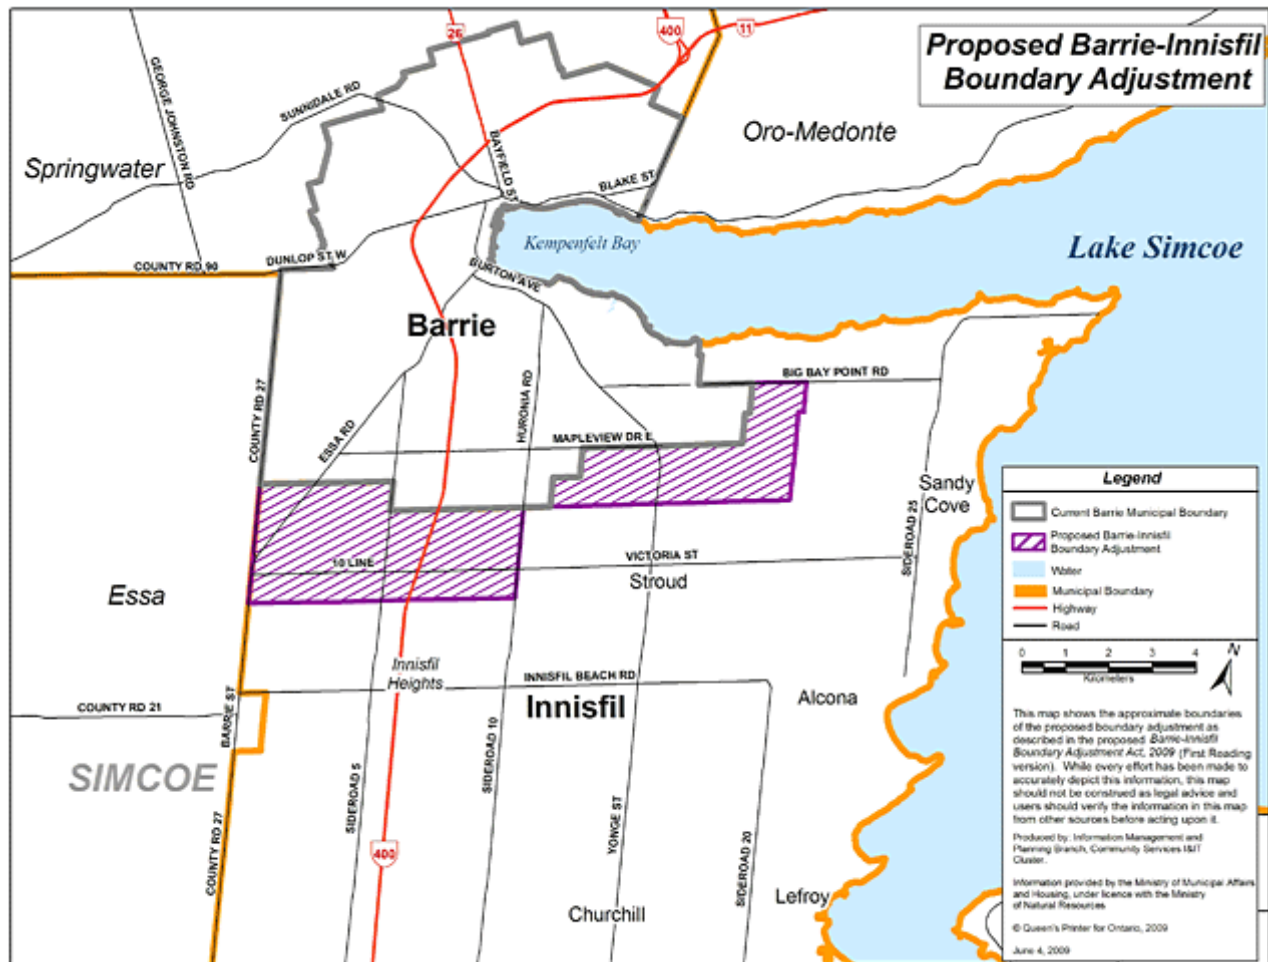 Proposed Barrie-Innisfil
Boundary Adjustment
26
400
11
GEORGE JOHNSTON RD
SUNNIDALE RD
BAYFIELD ST
Oro-Medonte
Springwater
BLAKE ST
Kempenfelt Bay
Lake Simcoe
DUNLOP ST W
COUNTY RD 90
BURTON AVE
Barrie
COUNTY RD 27
HURONIA RD
BIG BAY POINT RD
ESSA RD
MAPLEVIEW DR E
Sandy
Cove
SIDEROAD 25
10 LINE
VICTORIA ST
Stroud
Essa
Innisfil
Heights
INNISFIL BEACH RD
Innisfil
Alcona
COUNTY RD 21
BARRIE ST
SIMCOE
SIDEROAD 5
SIDEROAD 10
YONGE ST
SIDEROAD 20
COUNTY RD 27
400
Churchill
Lefroy
Legend
Current Barrie Municipal Boundary
Proposed Barrie-Innisfil
Boundary Adjustment
Water
Municipal Boundary
Highway
Road
0 1 2 3 4
Kilometers
N
This map shows the approximate boundaries
of the proposed boundary adjustment as
described in the proposed Barrie-Innisfil
Boundary Adjustment Act, 2009 (First Reading
version). While every effort has been made to
accurately depict this information, this map
should not be construed as legal advice and
users should verify the information in this map
from other sources before acting upon it.
Produced by: Information Management and
Planning Branch, Community Services I&IT
Cluster.
Information provided by the Ministry of Municipal Affairs
and Housing, under licence with the Ministry
of Natural Resources
© Queen's Printer for Ontario, 2009
June 4, 2009